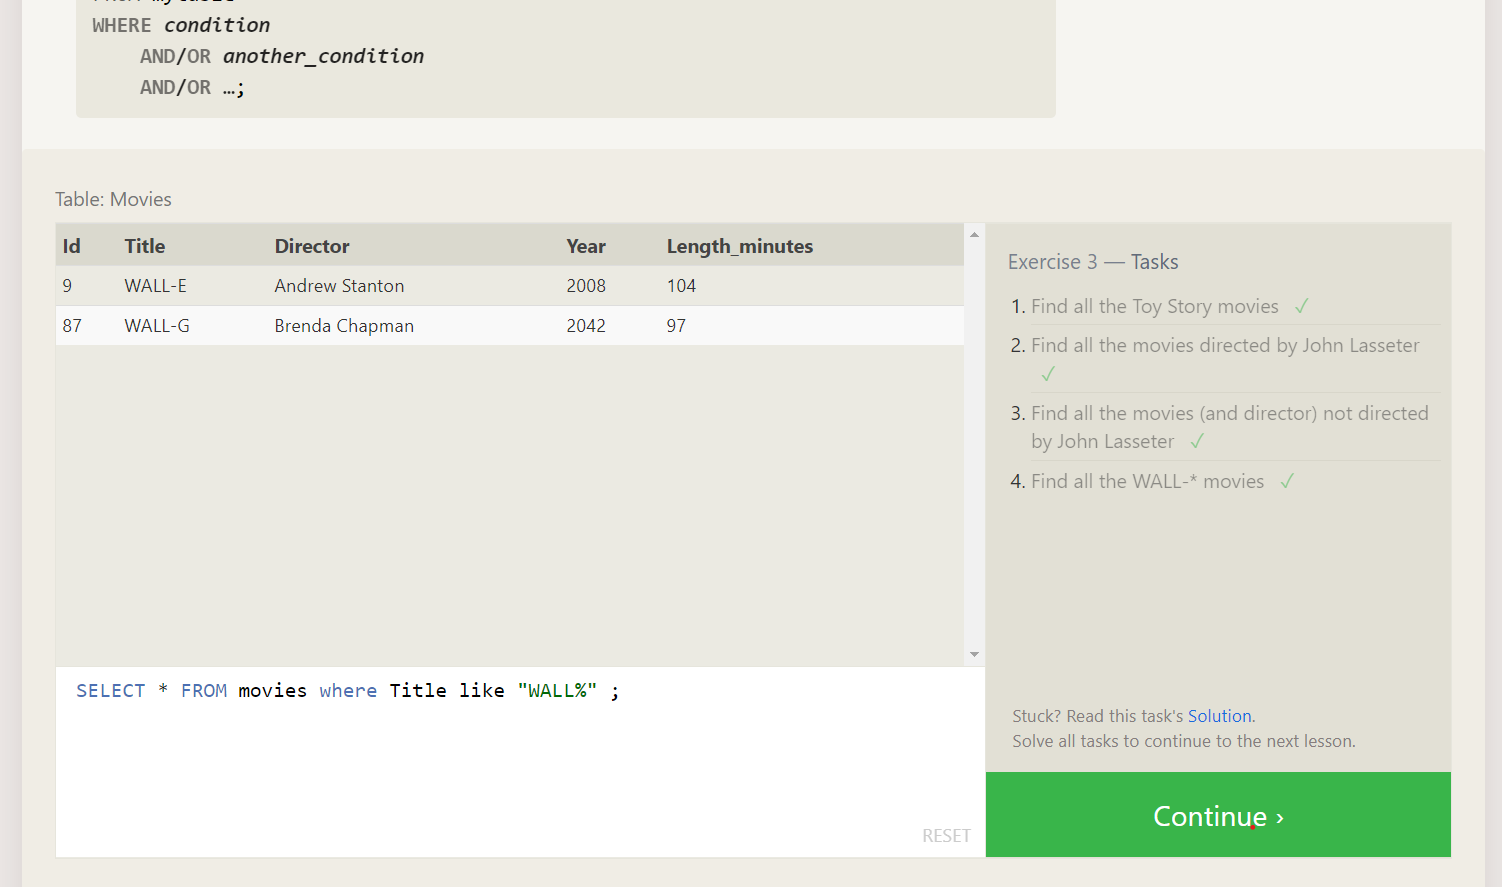 WHERE condition
AND/OR another_condition
AND/OR …;
Table: Movies
Id Title Director Year Length_minutes
9 WALL-E Andrew Stanton 2008 104
87 WALL-G Brenda Chapman 2042 97
SELECT * FROM movies where Title like "WALL%" ;
RESET
Exercise 3 — Tasks
1. Find all the Toy Story movies ✓
2. Find all the movies directed by John Lasseter
✓
3. Find all the movies (and director) not directed
by John Lasseter ✓
4. Find all the WALL-* movies ✓
Stuck? Read this task's Solution.
Solve all tasks to continue to the next lesson.
Continue ›